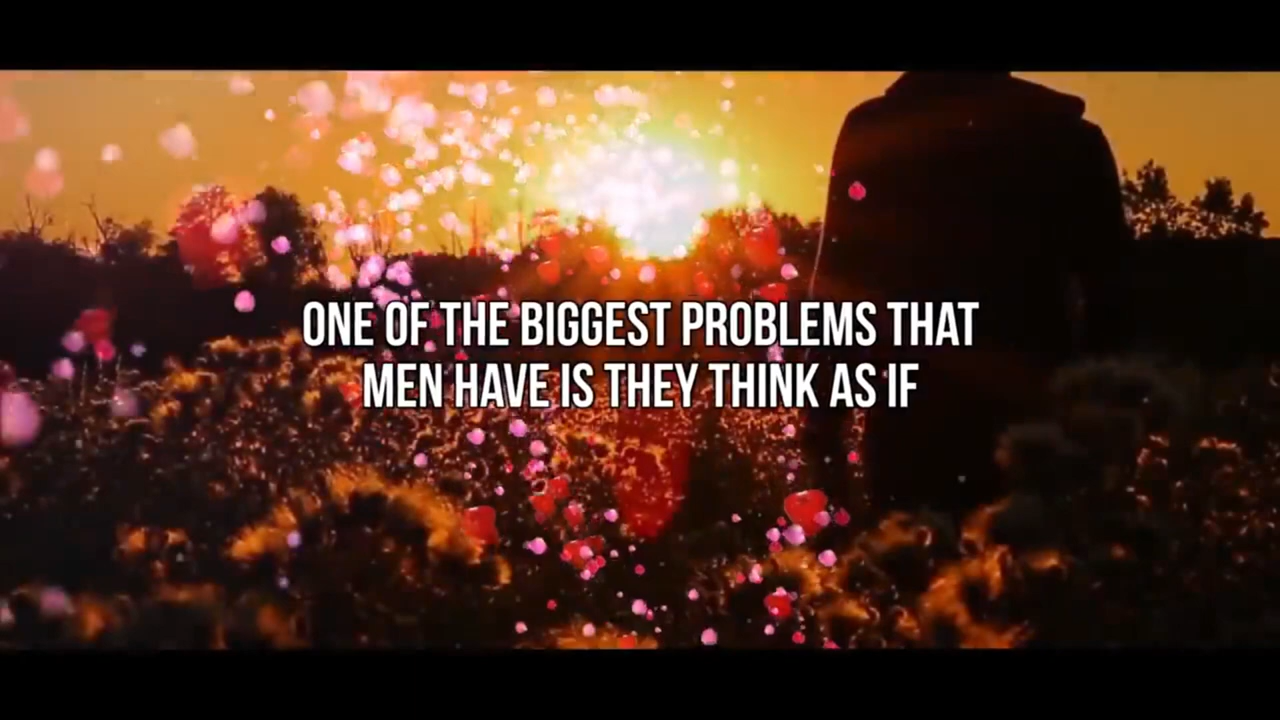 ONE OF THE BIGGEST PROBLEMS THAT
MEN HAVE IS THEY THINK AS IF